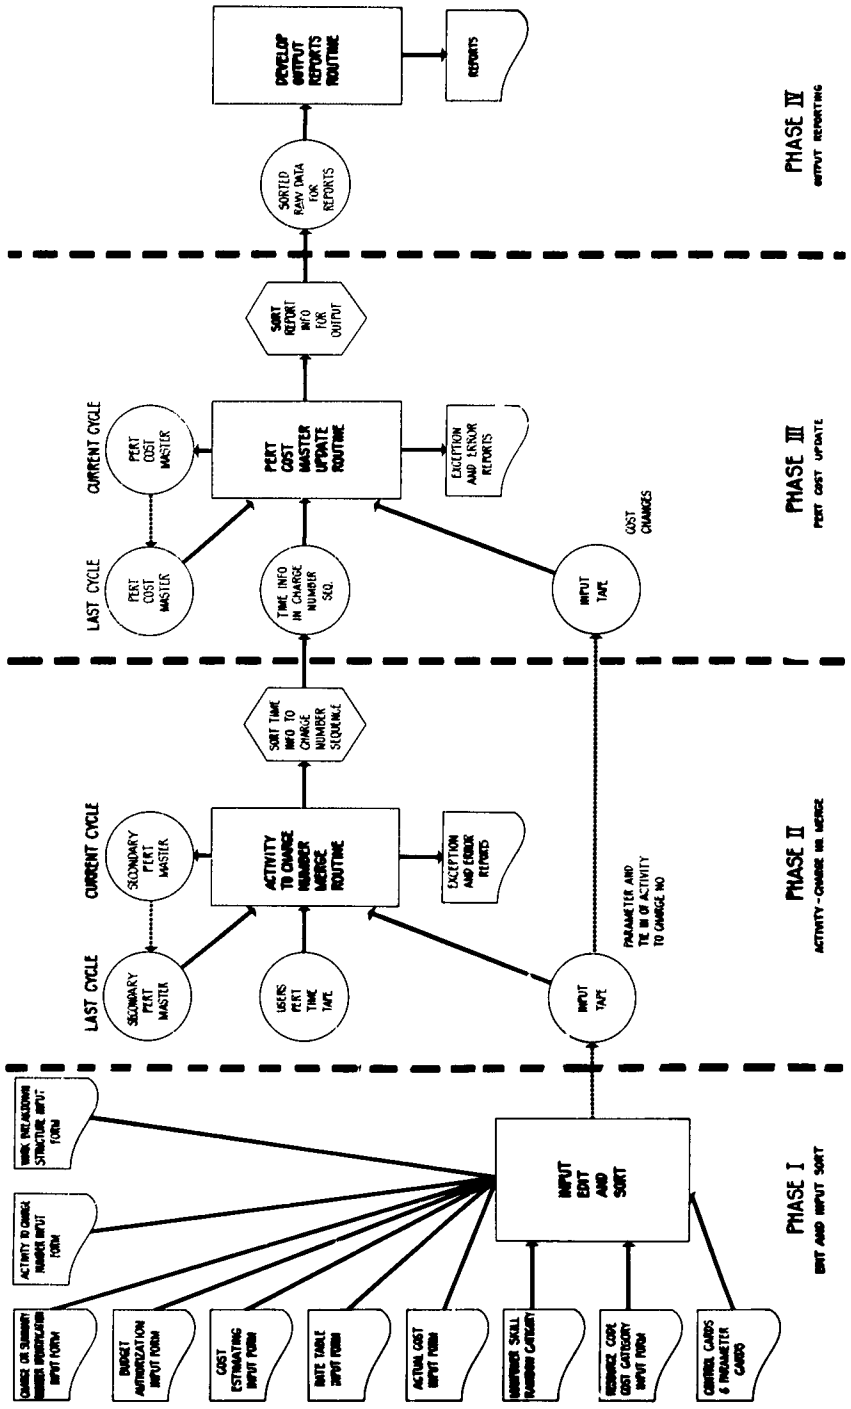 WORK BREAKDOWN
STRUCTURE INPUT
FORM
ACTIVITY TO CHARGE
NUMBER INPUT
FORM
CHARGE OR SUMMARY
NUMBER IDENTIFICATION
INPUT FORM
BUDGET
AUTHORIZATION
INPUT FORM
COST
ESTIMATING
INPUT FORM
RATE TABLE
INPUT FORM
ACTUAL COST
INPUT FORM
MANPOWER SKILL
CATEGORY
RESOURCE CODE
COST CATEGORY
INPUT FORM
CONTROL CARDS
& PARAMETER
CARDS
INPUT
EDIT
AND
SORT
PHASE I
EDIT AND INPUT SORT
LAST CYCLE
SECONDARY
PERT
MASTER
CURRENT CYCLE
SECONDARY
PERT
MASTER
USERS
PERT
TIME
TAPE
ACTIVITY
TO CHARGE
NUMBER
MERGE
ROUTINE
SORT TIME
INFO TO
CHARGE
NUMBER
SEQUENCE
EXCEPTION
AND ERROR
REPORTS
INPUT
TAPE
PARAMETER AND
TIE IN OF ACTIVITY
TO CHARGE NO
PHASE II
ACTIVITY-CHARGE NO. MERGE
LAST CYCLE
PERT
COST
MASTER
CURRENT CYCLE
PERT
COST
MASTER
TIME INFO
IN CHARGE
NUMBER
SEQ.
PERT
COST
MASTER
UPDATE
ROUTINE
SORT
REPORT
INFO
FOR
OUTPUT
EXCEPTION
AND ERROR
REPORTS
INPUT
TAPE
COST
CHANGES
PHASE III
PERT COST UPDATE
SORTED
RAW DATA
FOR
REPORTS
DEVELOP
OUTPUT
REPORTS
ROUTINE
REPORTS
PHASE IV
OUTPUT REPORTING